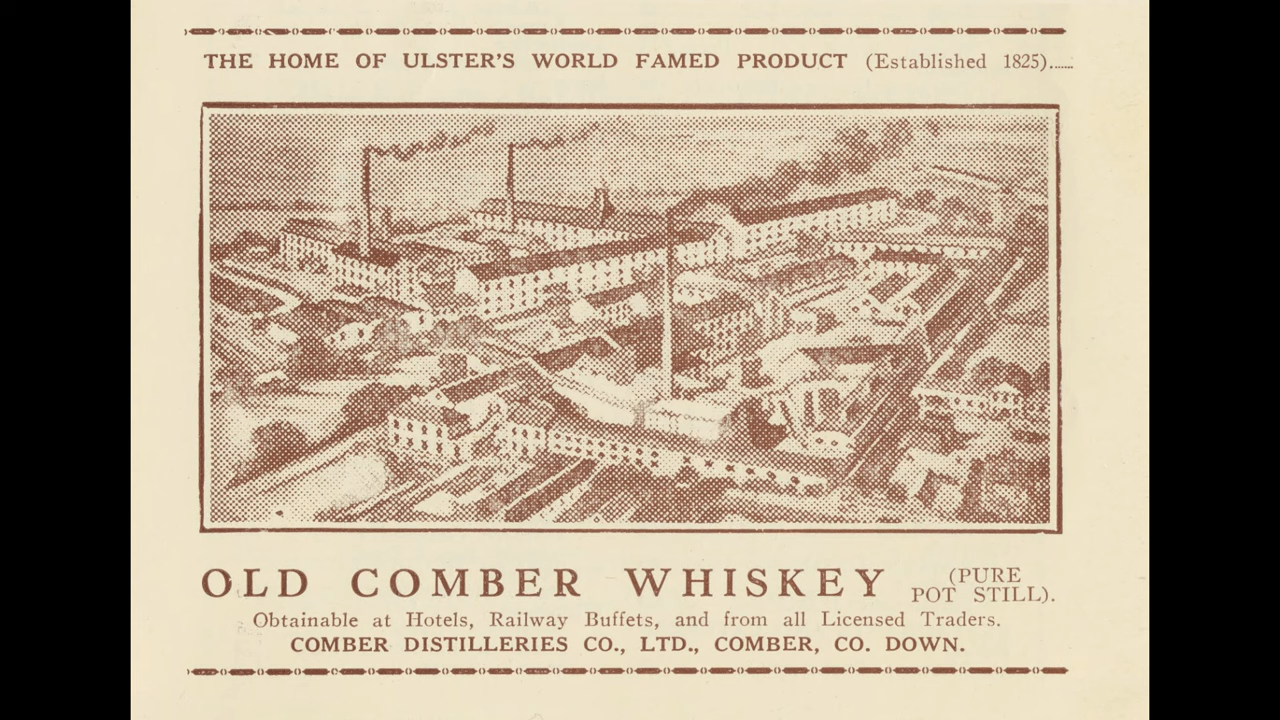 THE HOME OF ULSTER'S WORLD FAMED PRODUCT (Established 1825)......
OLD COMBER WHISKEY (PURE POT STILL).
Obtainable at Hotels, Railway Buffets, and from all Licensed Traders.
COMBER DISTILLERIES CO., LTD., COMBER, CO. DOWN.